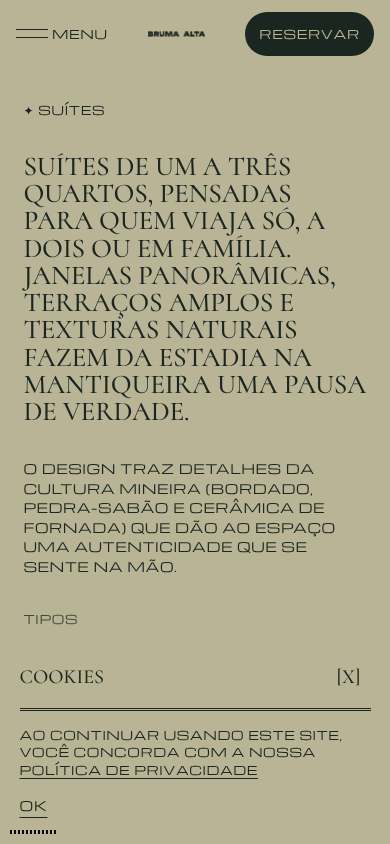 MENU
BRUMA ALTA
RESERVAR
✦ SUÍTES
SUÍTES DE UM A TRÊS
QUARTOS, PENSADAS
PARA QUEM VIAJA SÓ, A
DOIS OU EM FAMÍLIA.
JANELAS PANORÂMICAS,
TERRAÇOS AMPLOS E
TEXTURAS NATURAIS
FAZEM DA ESTADIA NA
MANTIQUEIRA UMA PAUSA
DE VERDADE.
O DESIGN TRAZ DETALHES DA
CULTURA MINEIRA (BORDADO,
PEDRA-SABÃO E CERÂMICA DE
FORNADA) QUE DÃO AO ESPAÇO
UMA AUTENTICIDADE QUE SE
SENTE NA MÃO.
TIPOS
COOKIES [X]
AO CONTINUAR USANDO ESTE SITE,
VOCÊ CONCORDA COM A NOSSA
POLÍTICA DE PRIVACIDADE
OK